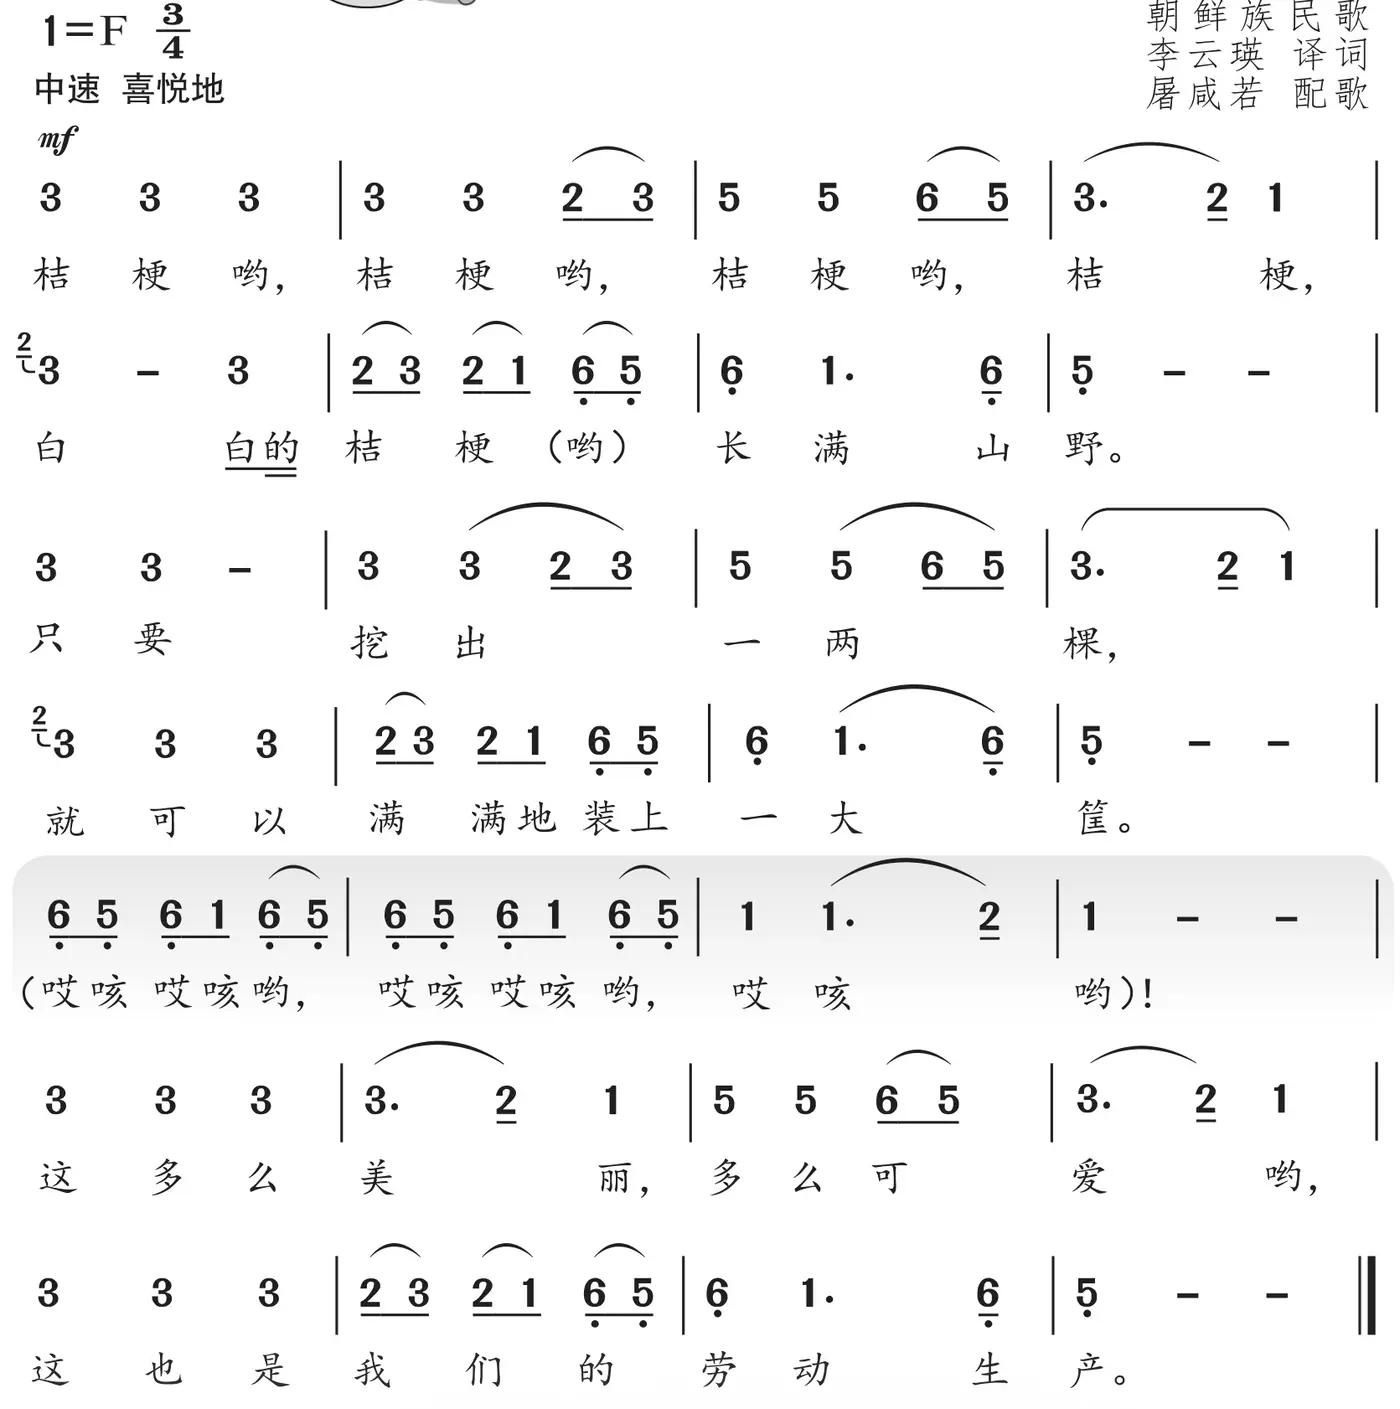 1=F 3/4
朝鲜族民歌
李云瑛 译词
屠咸若 配歌
中速 喜悦地
mf
3 3 3 | 3 3 2 3 | 5 5 6 5 | 3. 2 1 |
桔 梗 哟, 桔 梗 哟, 桔 梗 哟, 桔 梗,
2 3 - 3 | 2 3 2 1 6 5 | 6 1. 6 | 5 - - |
白 白的 桔 梗 (哟) 长 满 山 野。
3 3 - | 3 3 2 3 | 5 5 6 5 | 3. 2 1 |
只 要 挖 出 一 两 棵,
2 3 3 3 | 2 3 2 1 6 5 | 6 1. 6 | 5 - - |
就 可 以 满 满 地 装 上 一 大 筐。
6 5 6 1 6 5 | 6 5 6 1 6 5 | 1 1. 2 | 1 - - |
(哎 咳 哎 咳 哟, 哎 咳 哎 咳 哟, 哎 咳 哟)!
3 3 3 | 3. 2 1 | 5 5 6 5 | 3. 2 1 |
这 多 么 美 丽, 多 么 可 爱 哟,
3 3 3 | 2 3 2 1 6 5 | 6 1. 6 | 5 - - ‖
这 也 是 我 们 的 劳 动 生 产。